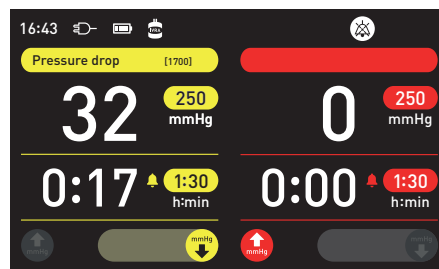 16:43
IVRA
Pressure drop [1700]
32 250 mmHg
0 250 mmHg
0:17 1:30 h:min
0:00 1:30 h:min
mmHg mmHg mmHg mmHg